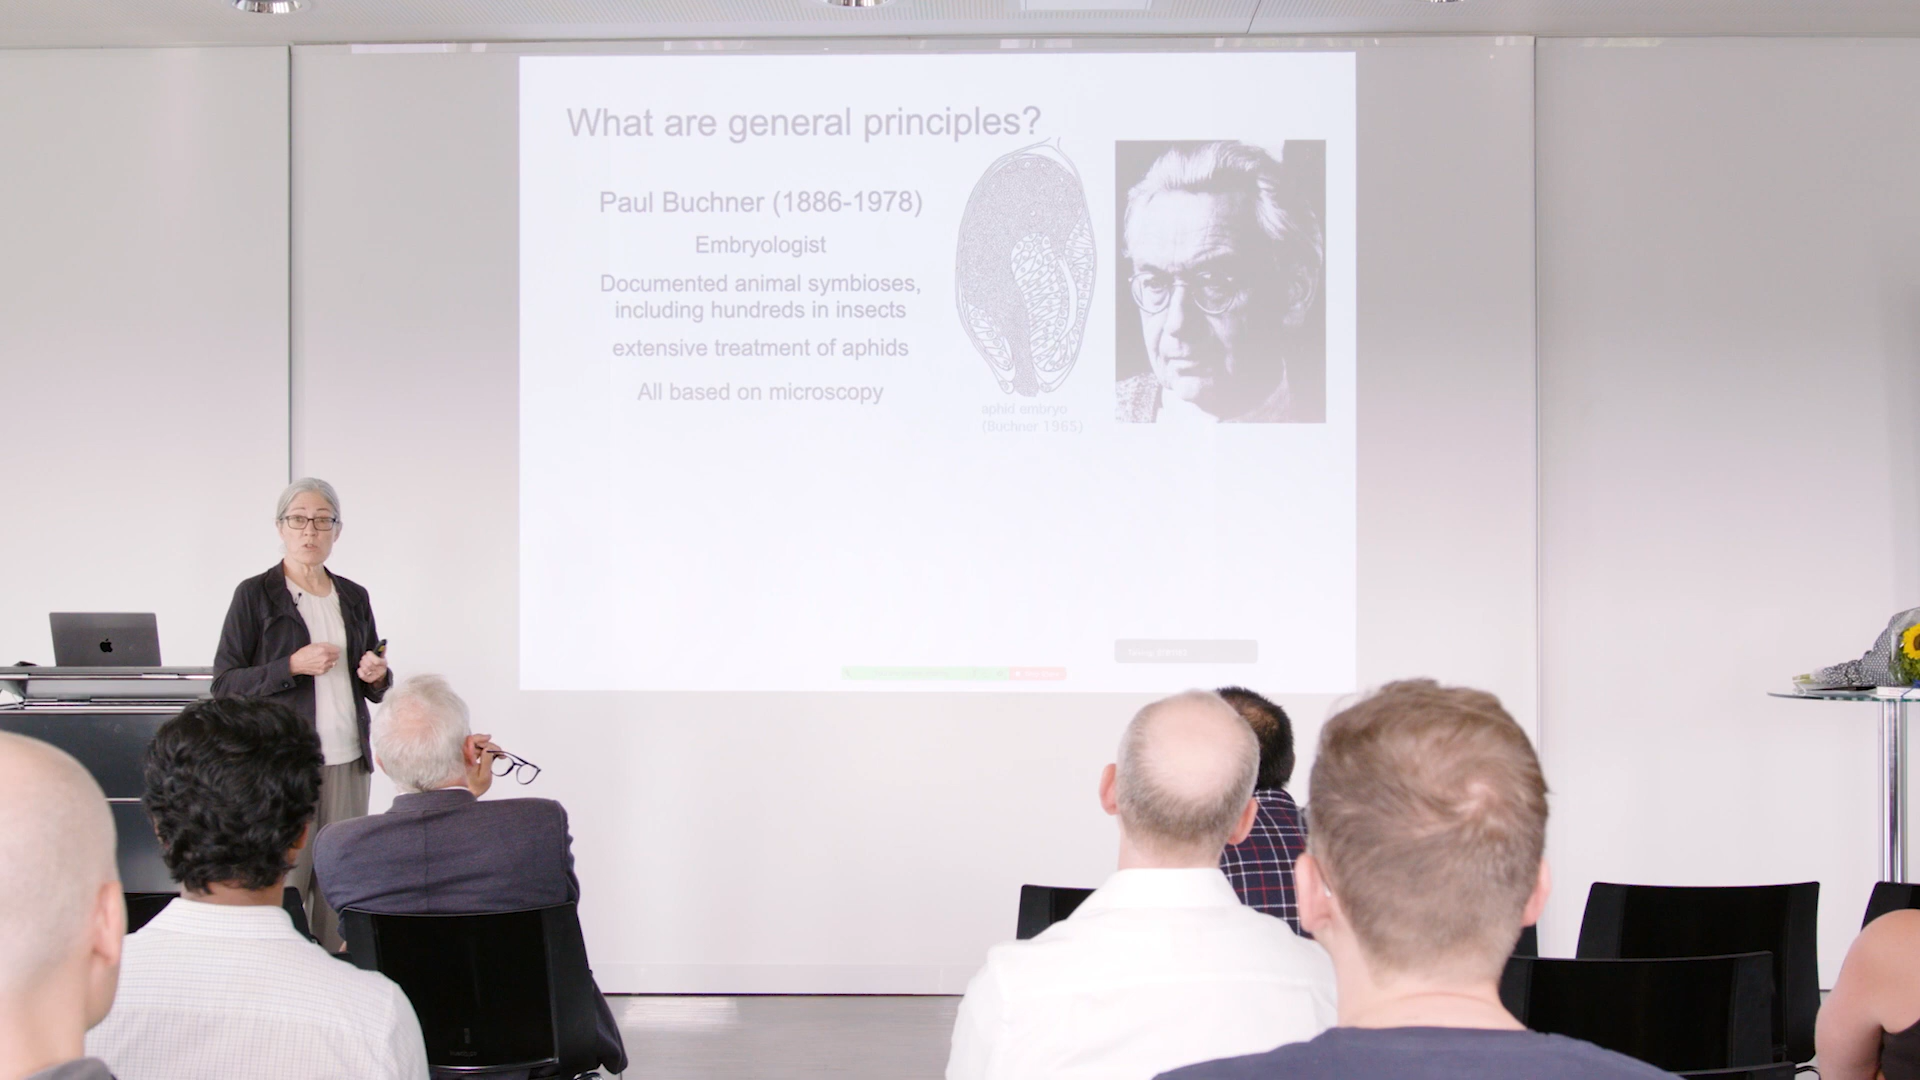 What are general principles?
Paul Buchner (1886-1978)
Embryologist
Documented animal symbioses,
including hundreds in insects
extensive treatment of aphids
All based on microscopy
aphid embryo
(Buchner 1965)